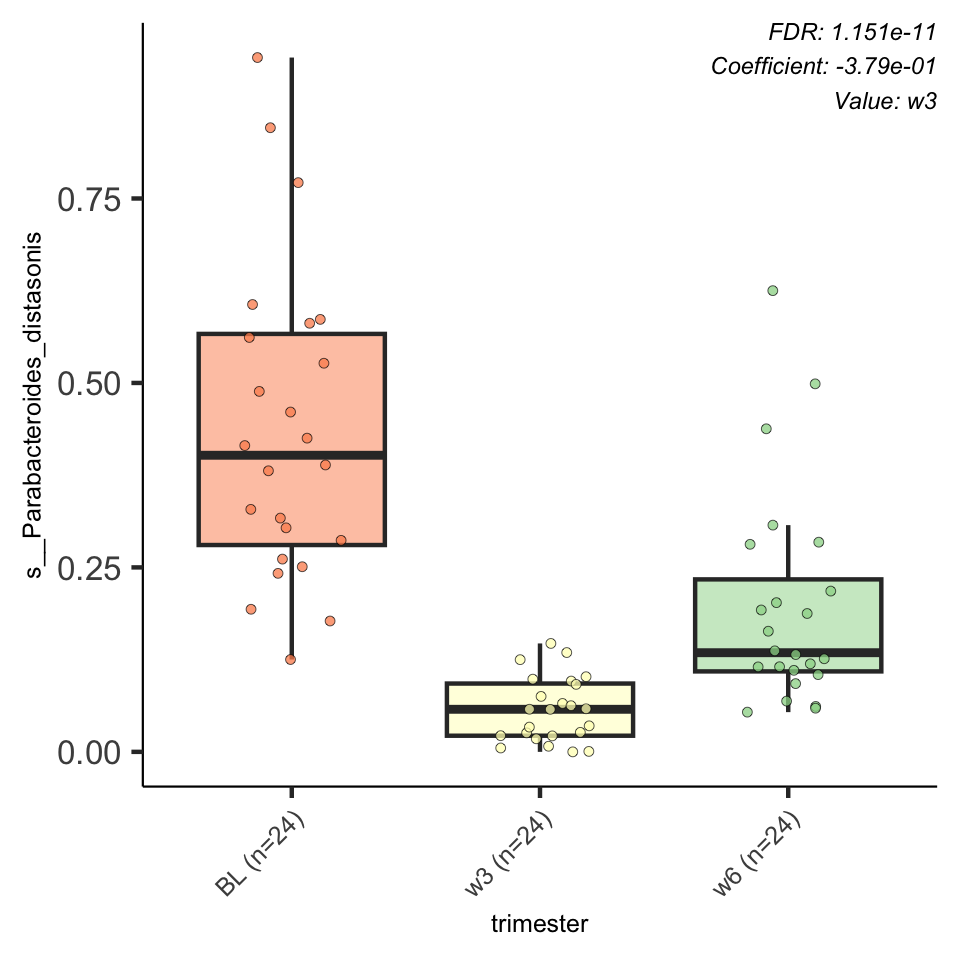 FDR: 1.151e-11
Coefficient: -3.79e-01
Value: w3
s__Parabacteroides_distasonis
0.75
0.50
0.25
0.00
BL (n=24)
w3 (n=24)
w6 (n=24)
trimester